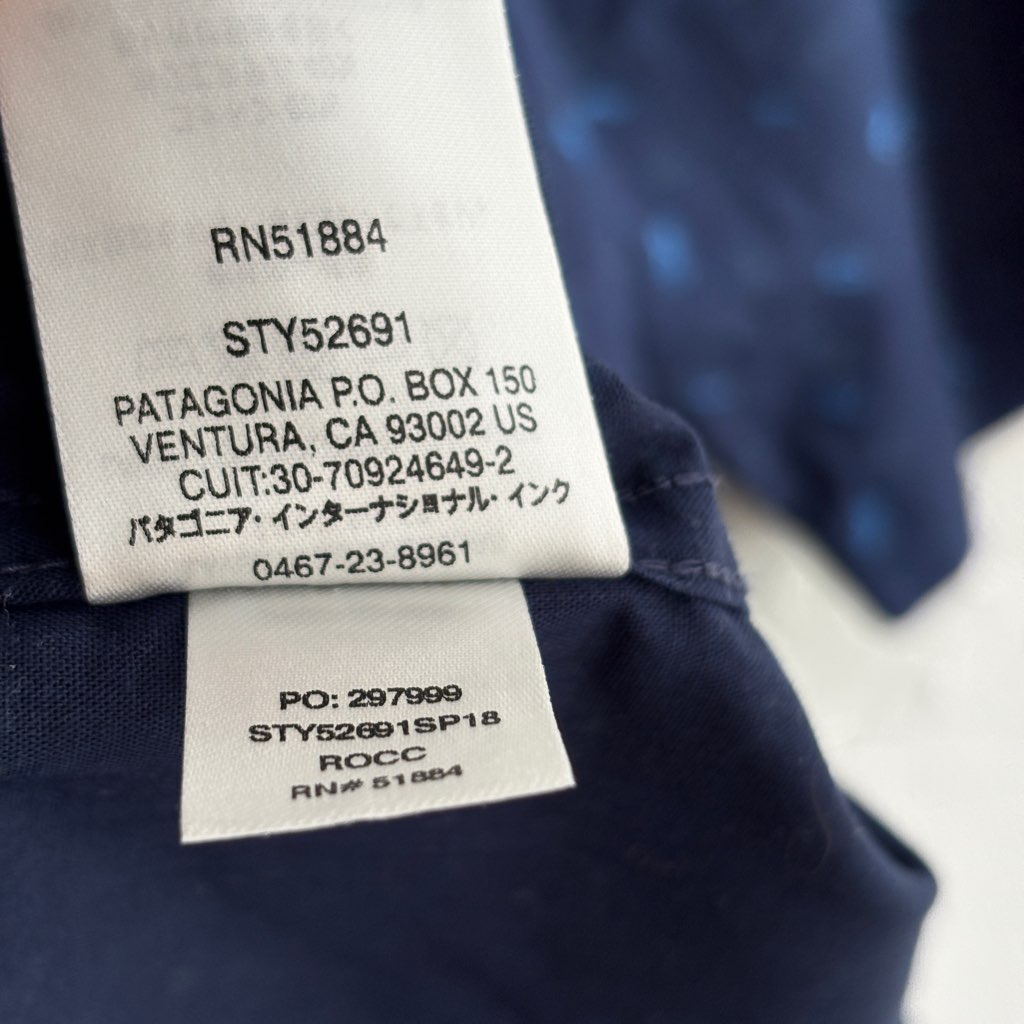 RN51884
STY52691
PATAGONIA P.O. BOX 150
VENTURA, CA 93002 US
CUIT:30-70924649-2
パタゴニア・インターナショナル・インク
0467-23-8961
PO: 297999
STY52691SP18
ROCC
RN# 51884